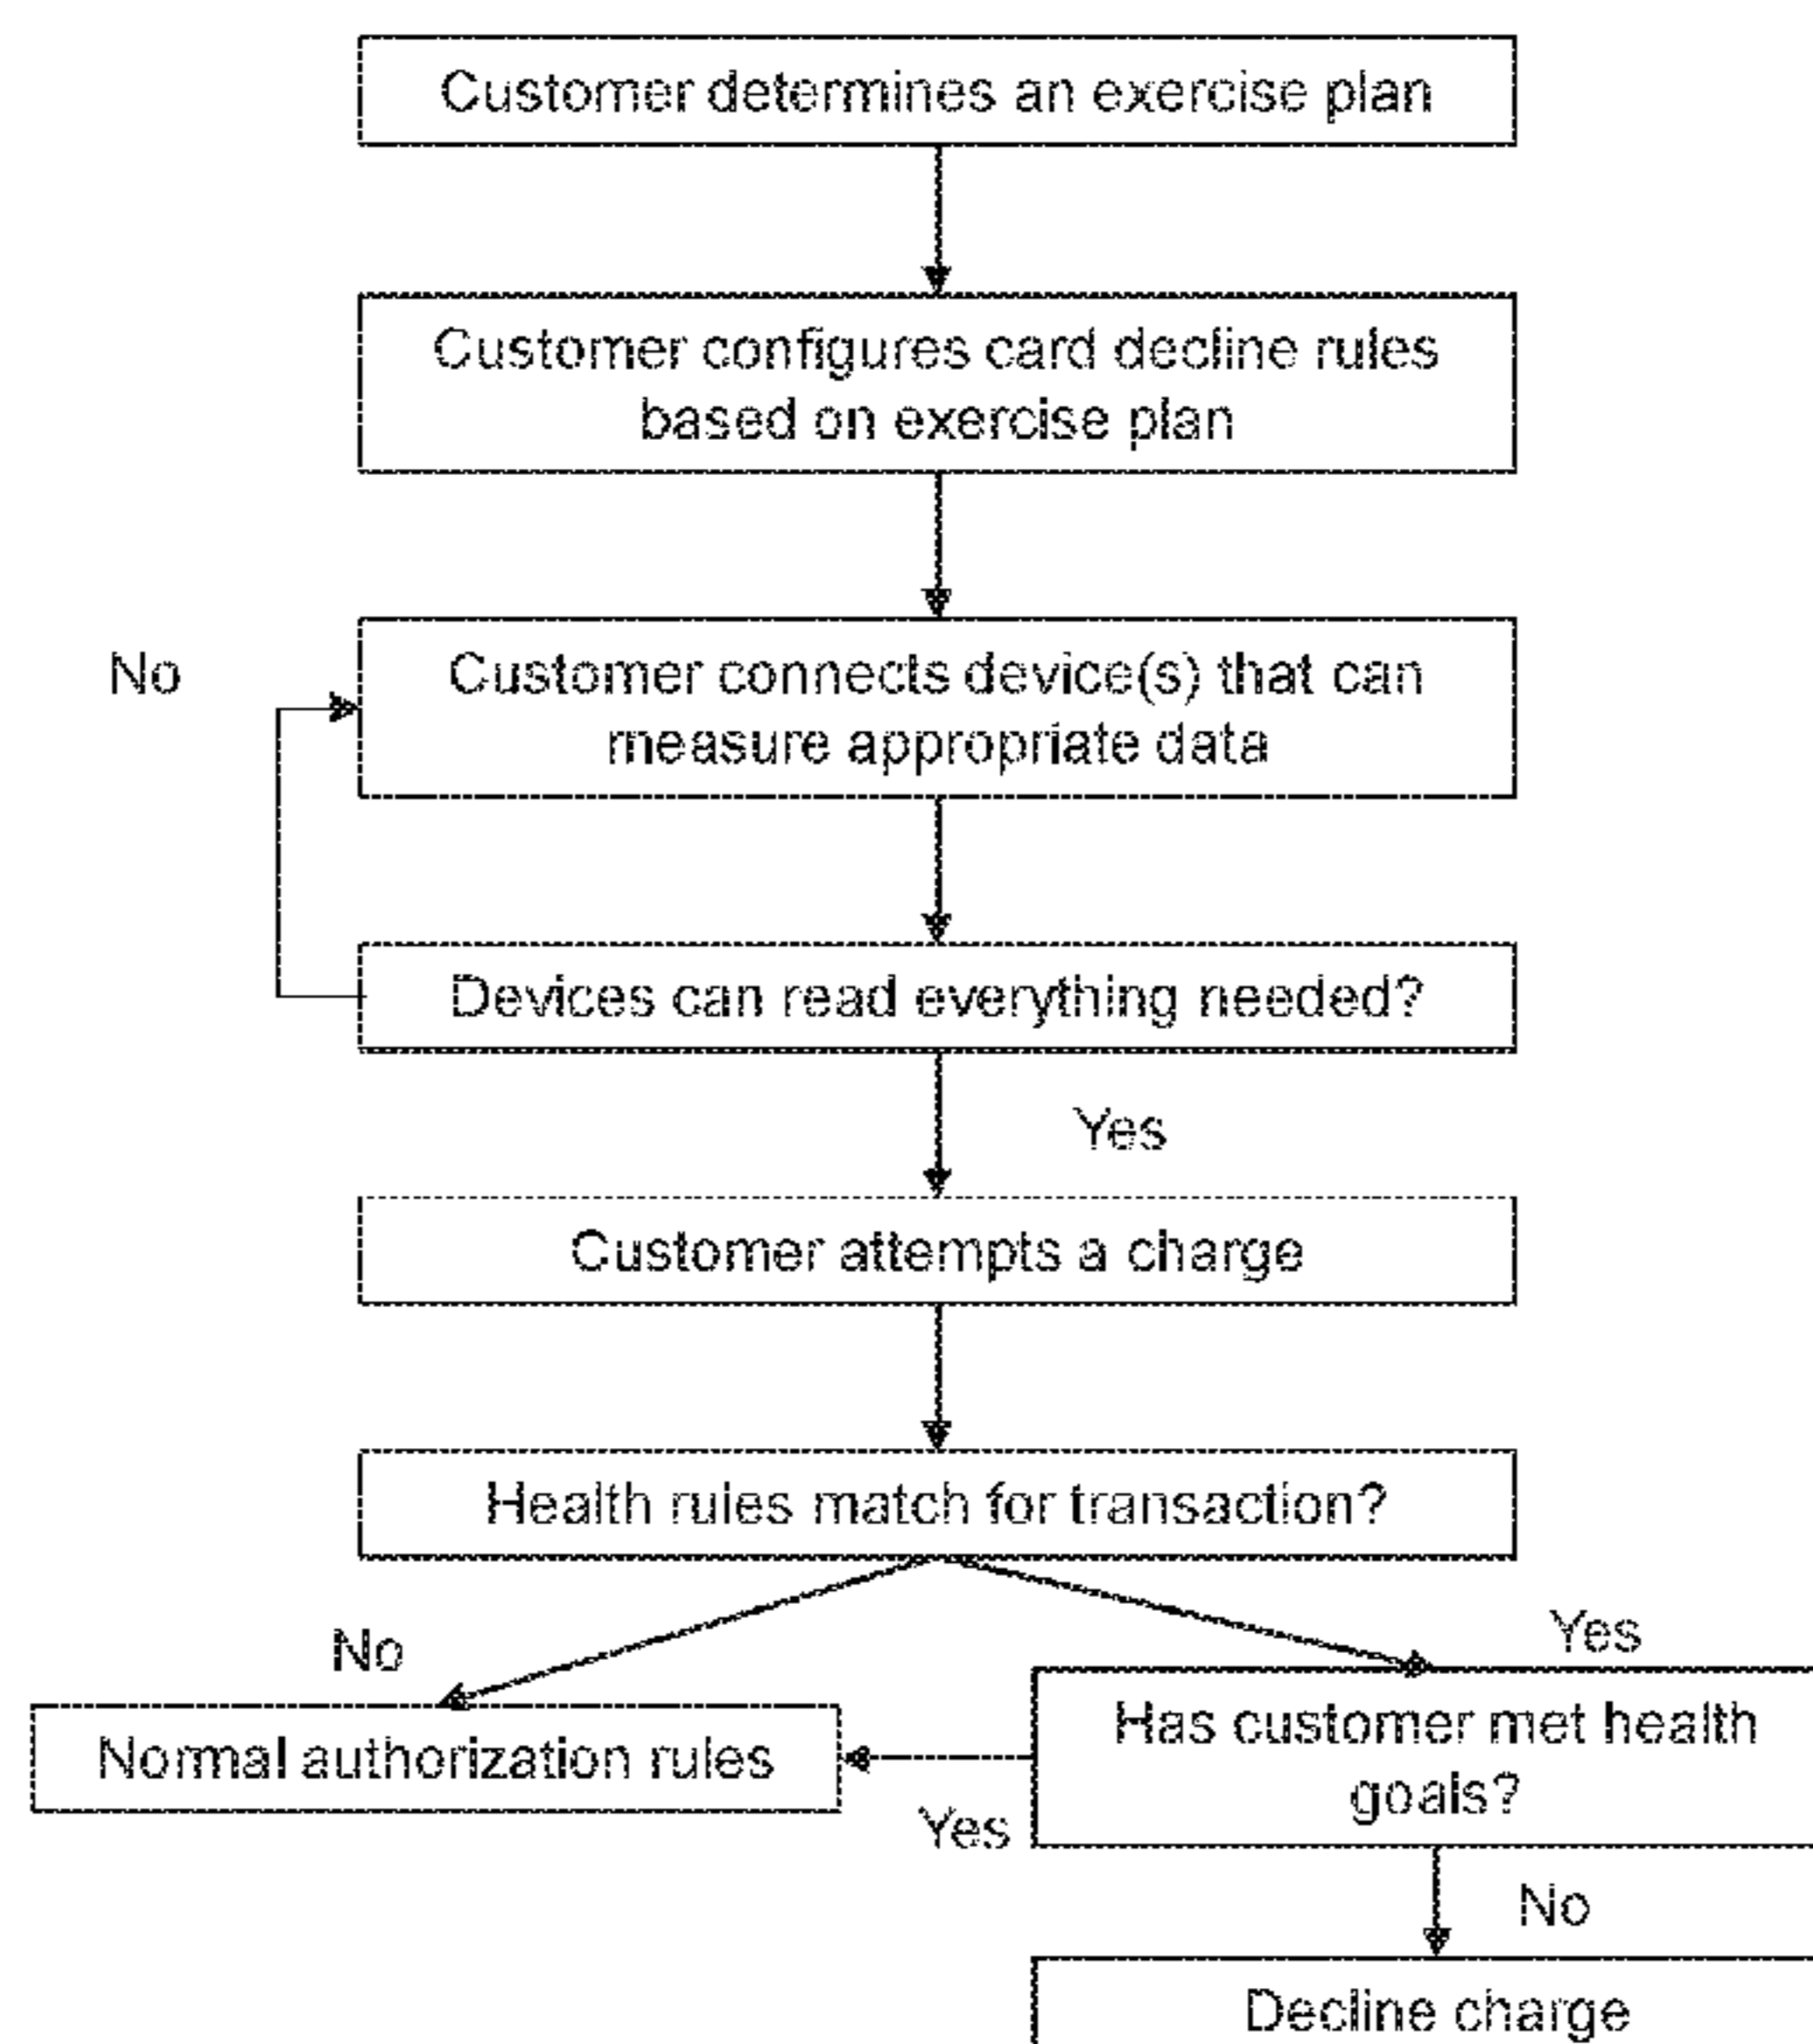 Customer determines an exercise plan
Customer configures card decline rules
based on exercise plan
No
Customer connects device(s) that can
measure appropriate data
Devices can read everything needed?
Yes
Customer attempts a charge
Health rules match for transaction?
No
Yes
Normal authorization rules
Has customer met health
goals?
Yes
No
Decline charge